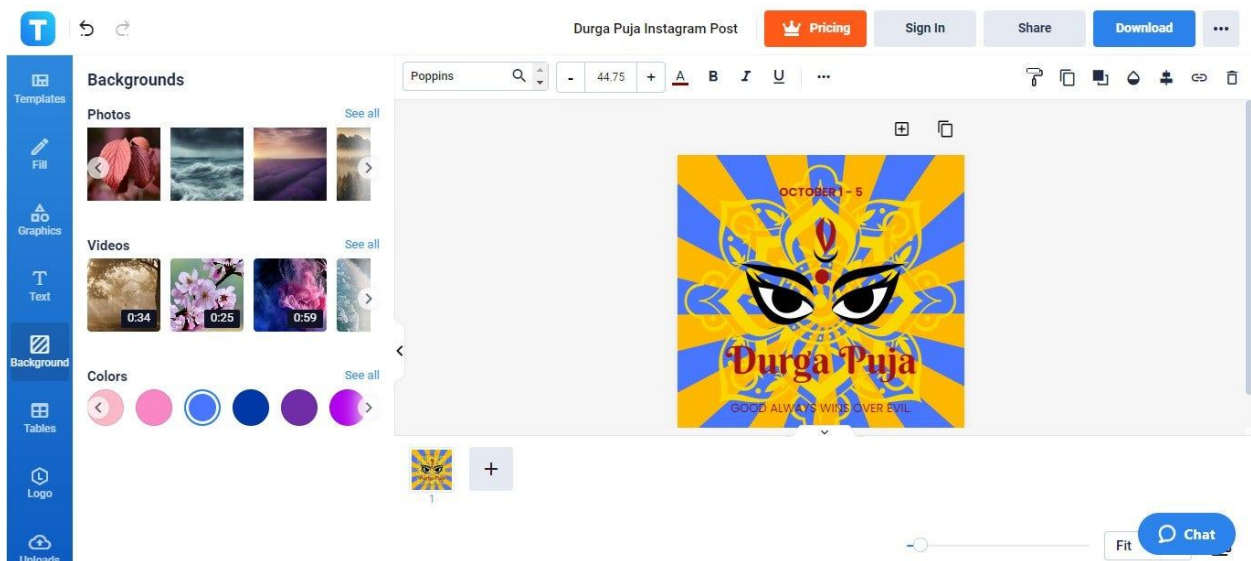 T
Durga Puja Instagram Post
Pricing
Sign In
Share
Download
Templates
Fill
Graphics
T
Text
Background
Tables
L
Logo
Uploads
Backgrounds
Photos
See all
Videos
See all
0:34
0:25
0:59
Colors
See all
Poppins
- 44.75 + A B I U
OCTOBER 1 - 5
Durga Puja
GOOD ALWAYS WINS OVER EVIL.
1
Fit
Chat